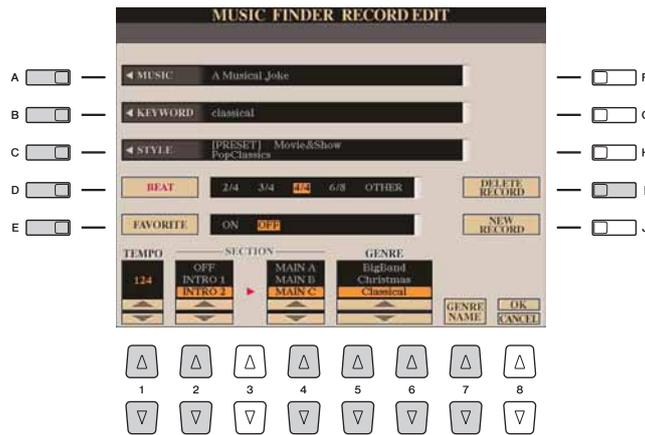 MUSIC FINDER RECORD EDIT
A
◀ MUSIC A Musical Joke
B
◀ KEYWORD classical
C
◀ STYLE [PRESET] Movie&Show
PopClassics
H
D
BEAT 2/4 3/4 4/4 6/8 OTHER
DELETE
RECORD
I
E
FAVORITE ON OFF
NEW
RECORD
J
TEMPO SECTION GENRE
124
OFF
INTRO 1
INTRO 2
▶
MAIN A
MAIN B
MAIN C
BigBand
Christmas
Classical
GENRE
NAME
OK
CANCEL
1 2 3 4 5 6 7 8